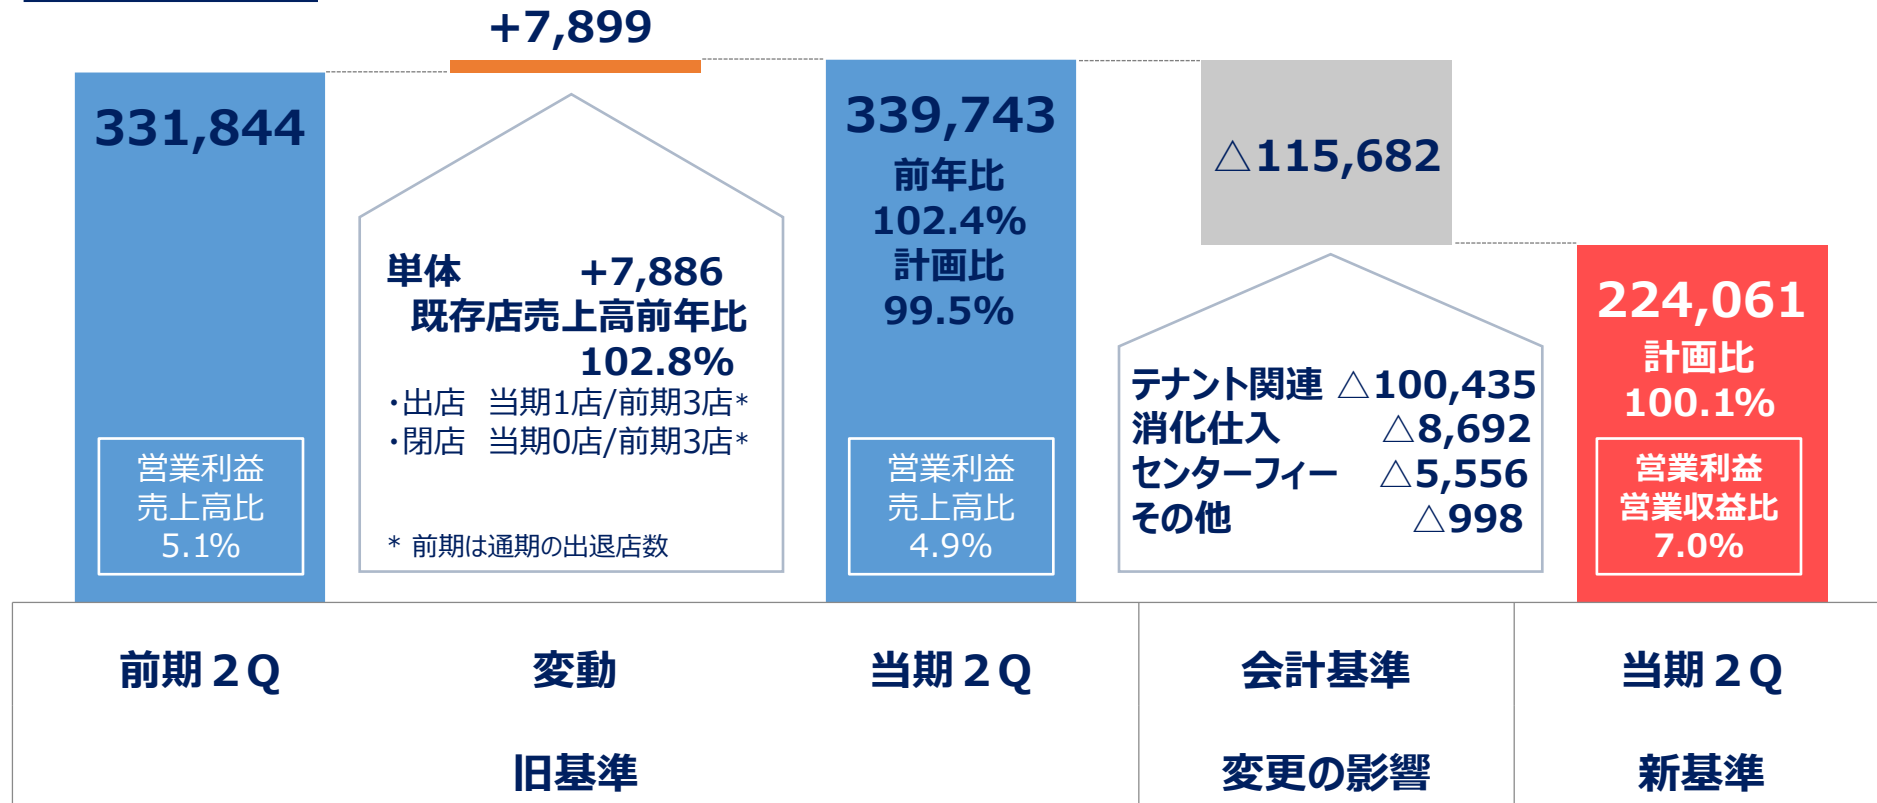 +7,899
331,844
営業利益
売上高比
5.1%
単体 +7,886
既存店売上高前年比
102.8%
・出店 当期1店/前期3店*
・閉店 当期0店/前期3店*
* 前期は通期の出退店数
339,743
前年比
102.4%
計画比
99.5%
営業利益
売上高比
4.9%
△115,682
テナント関連 △100,435
消化仕入 △8,692
センターフィー △5,556
その他 △998
224,061
計画比
100.1%
営業利益
営業収益比
7.0%
前期２Q 変動 当期２Q 会計基準 当期２Q
旧基準 変更の影響 新基準